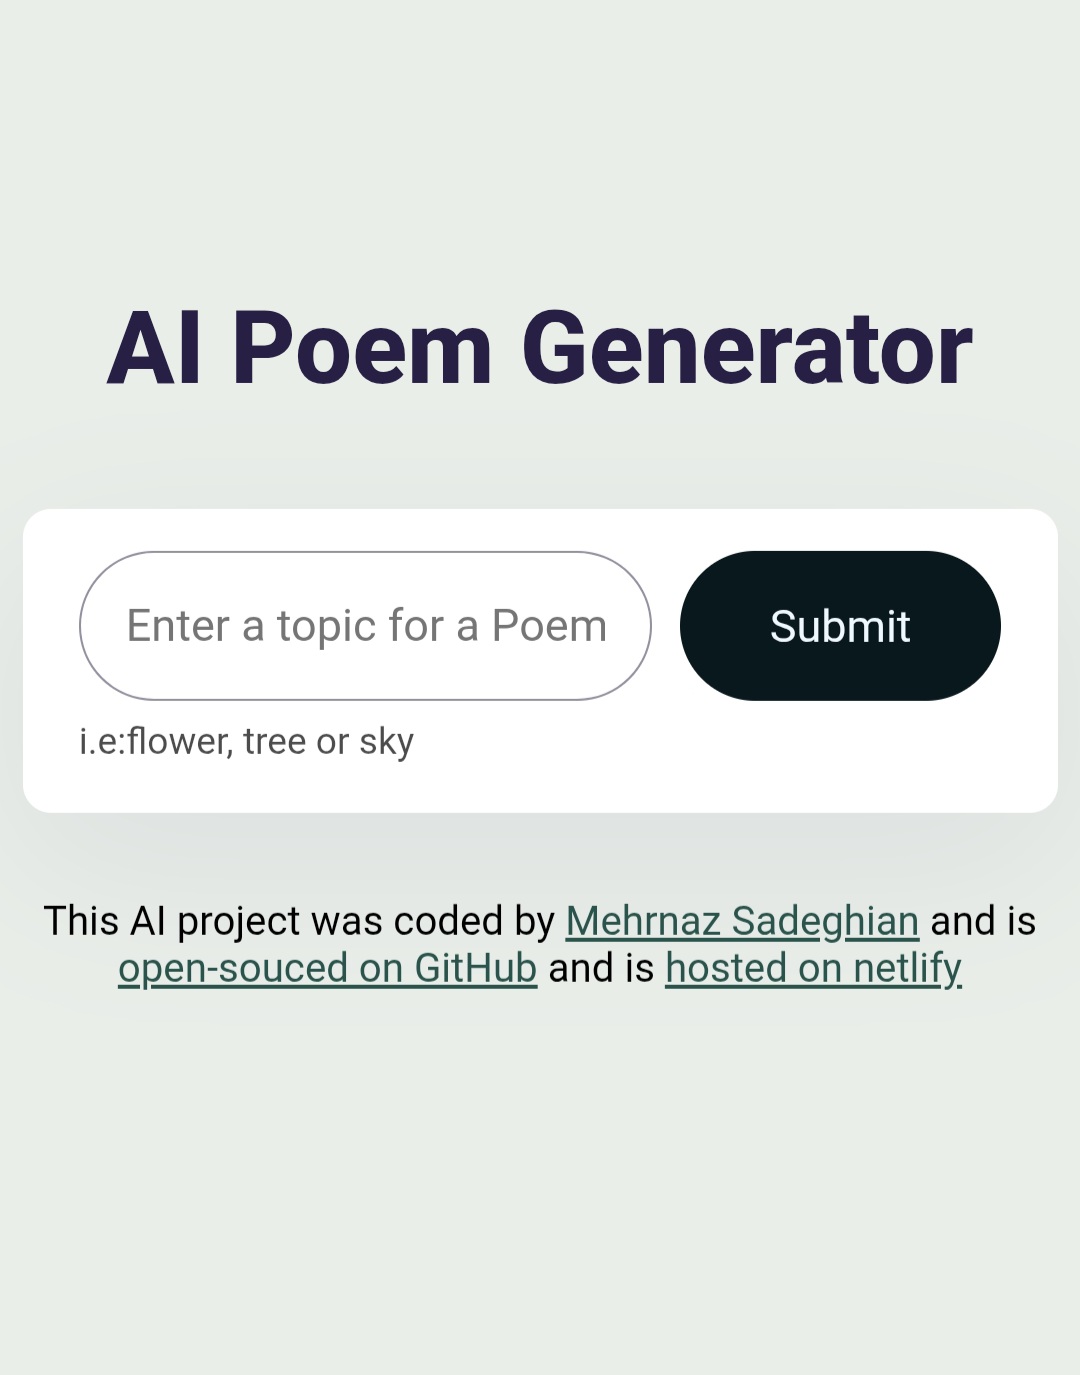 AI Poem Generator
Enter a topic for a Poem
Submit
i.e:flower, tree or sky
This AI project was coded by Mehrnaz Sadeghian and is
open-souced on GitHub and is hosted on netlify